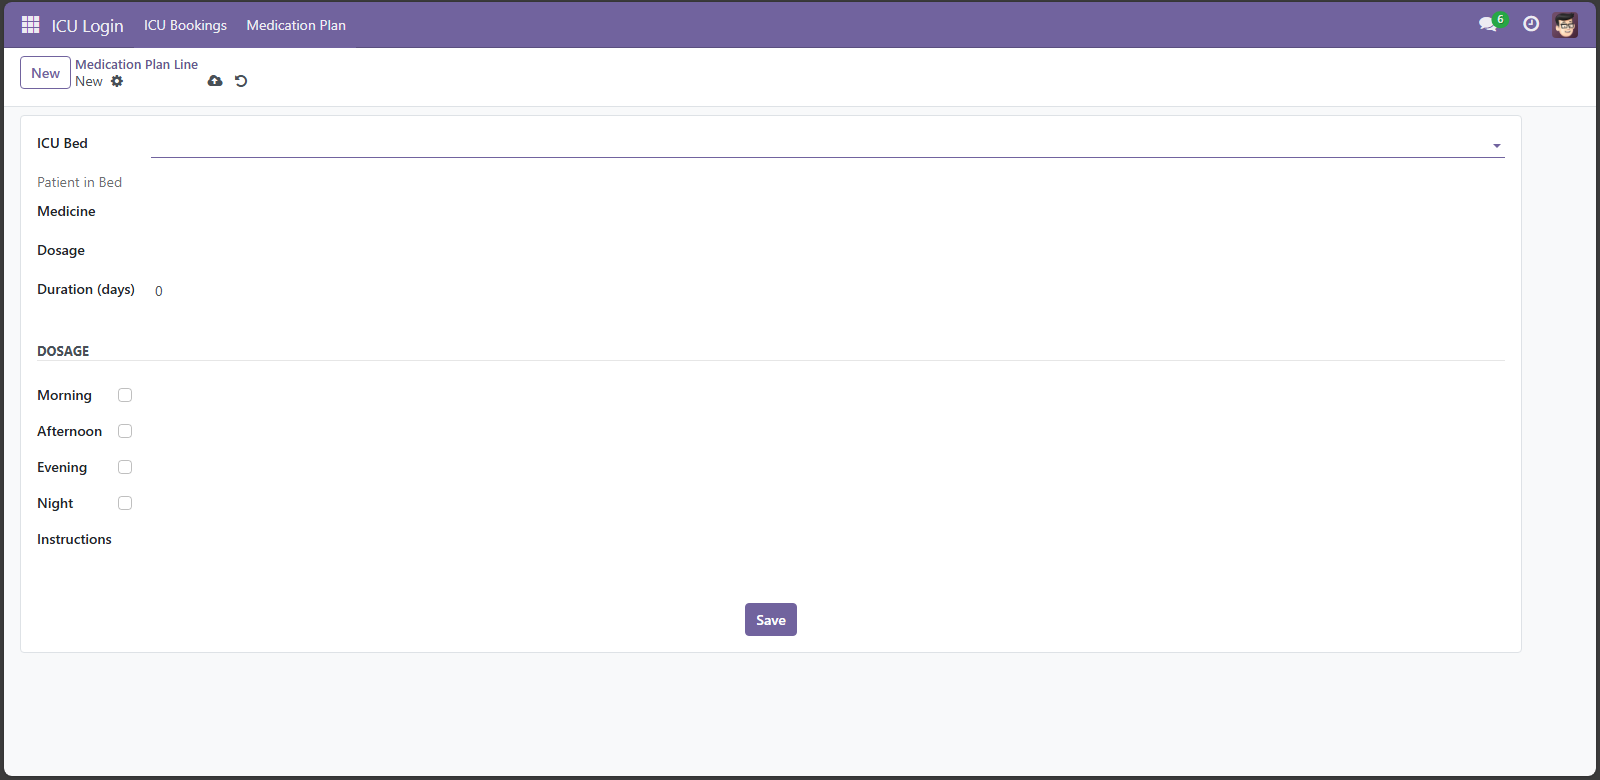 ICU Login ICU Bookings Medication Plan 6
New Medication Plan Line
New
ICU Bed
Patient in Bed
Medicine
Dosage
Duration (days) 0
DOSAGE
Morning
Afternoon
Evening
Night
Instructions
Save